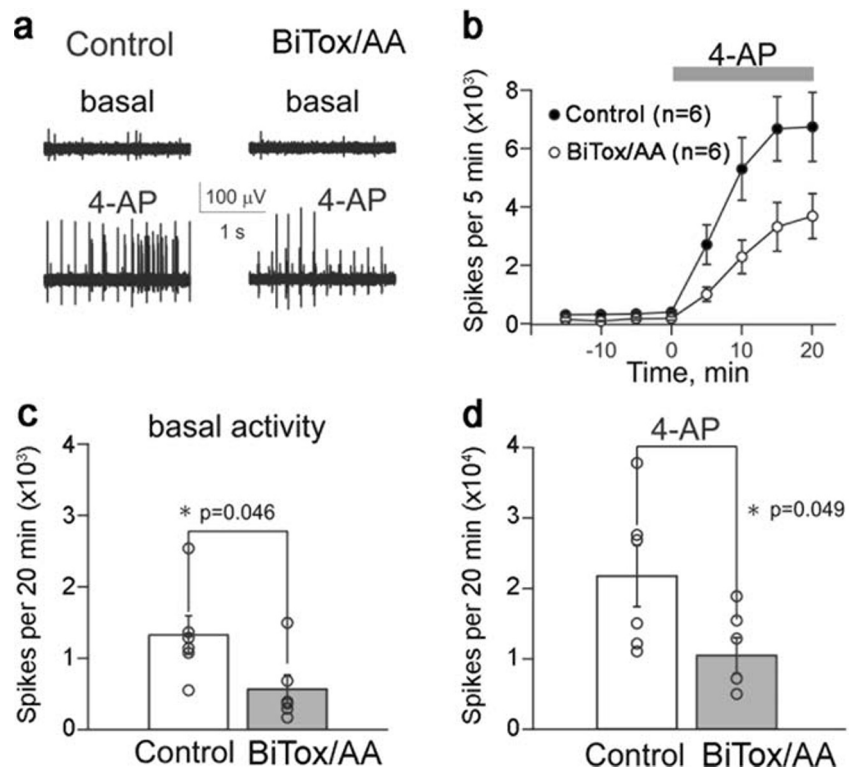 a
Control
BiTox/AA
basal
basal
4-AP
100 μV
4-AP
1 s
b
4-AP
Spikes per 5 min (x10³)
8
6
4
2
0
Control (n=6)
BiTox/AA (n=6)
-10
0
10
20
Time, min
c
basal activity
Spikes per 20 min (x10³)
4
3
2
1
0
* p=0.046
Control
BiTox/AA
d
4-AP
Spikes per 20 min (x10⁴)
4
3
2
1
0
* p=0.049
Control
BiTox/AA